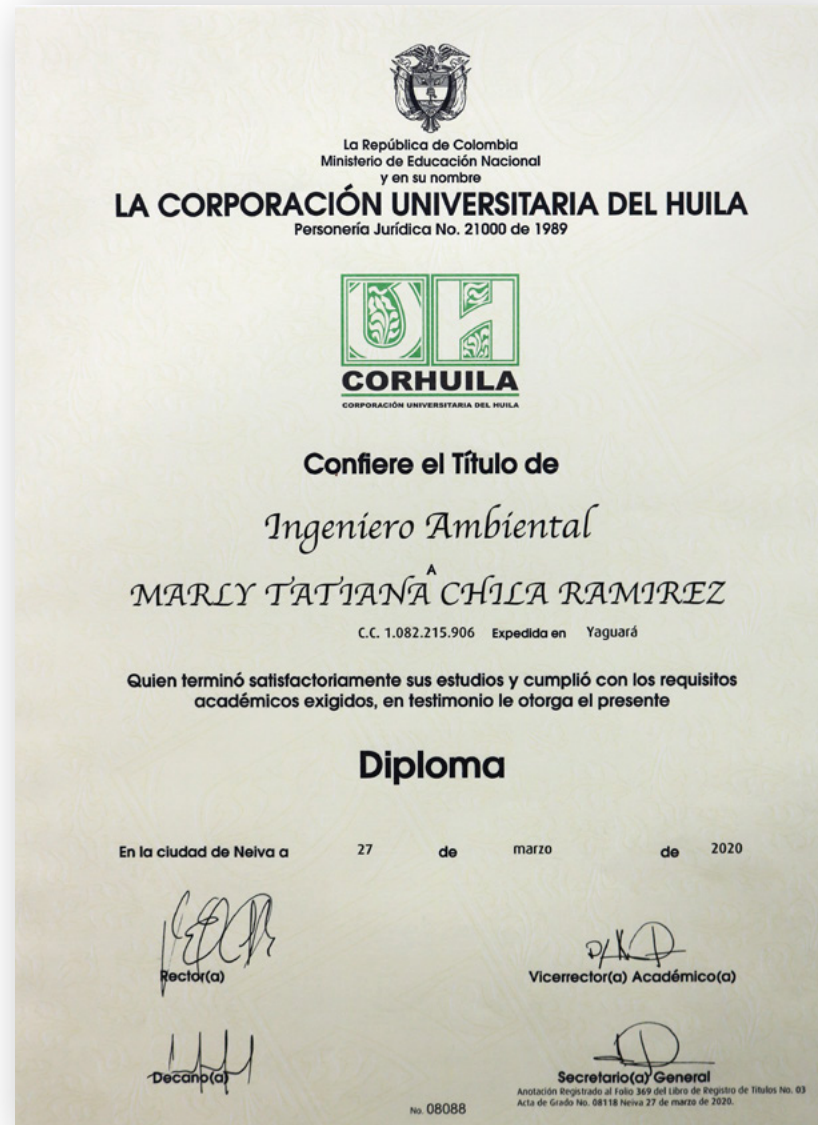 La República de Colombia
Ministerio de Educación Nacional
y en su nombre
LA CORPORACIÓN UNIVERSITARIA DEL HUILA
Personería Jurídica No. 21000 de 1989
UH
CORHUILA
CORPORACIÓN UNIVERSITARIA DEL HUILA
Confiere el Título de
Ingeniero Ambiental
A
MARLY TATIANA CHILA RAMIREZ
C.C. 1.082.215.906 Expedida en Yaguará
Quien terminó satisfactoriamente sus estudios y cumplió con los requisitos
académicos exigidos, en testimonio le otorga el presente
Diploma
En la ciudad de Neiva a 27 de marzo de 2020
Rector(a)
Vicerrector(a) Académico(a)
Decano(a)
Secretario(a) General
Anotación Registrado al Folio 369 del Libro de Registro de Títulos No. 03
Acta de Grado No. 08118 Neiva 27 de marzo de 2020.
No. 08088